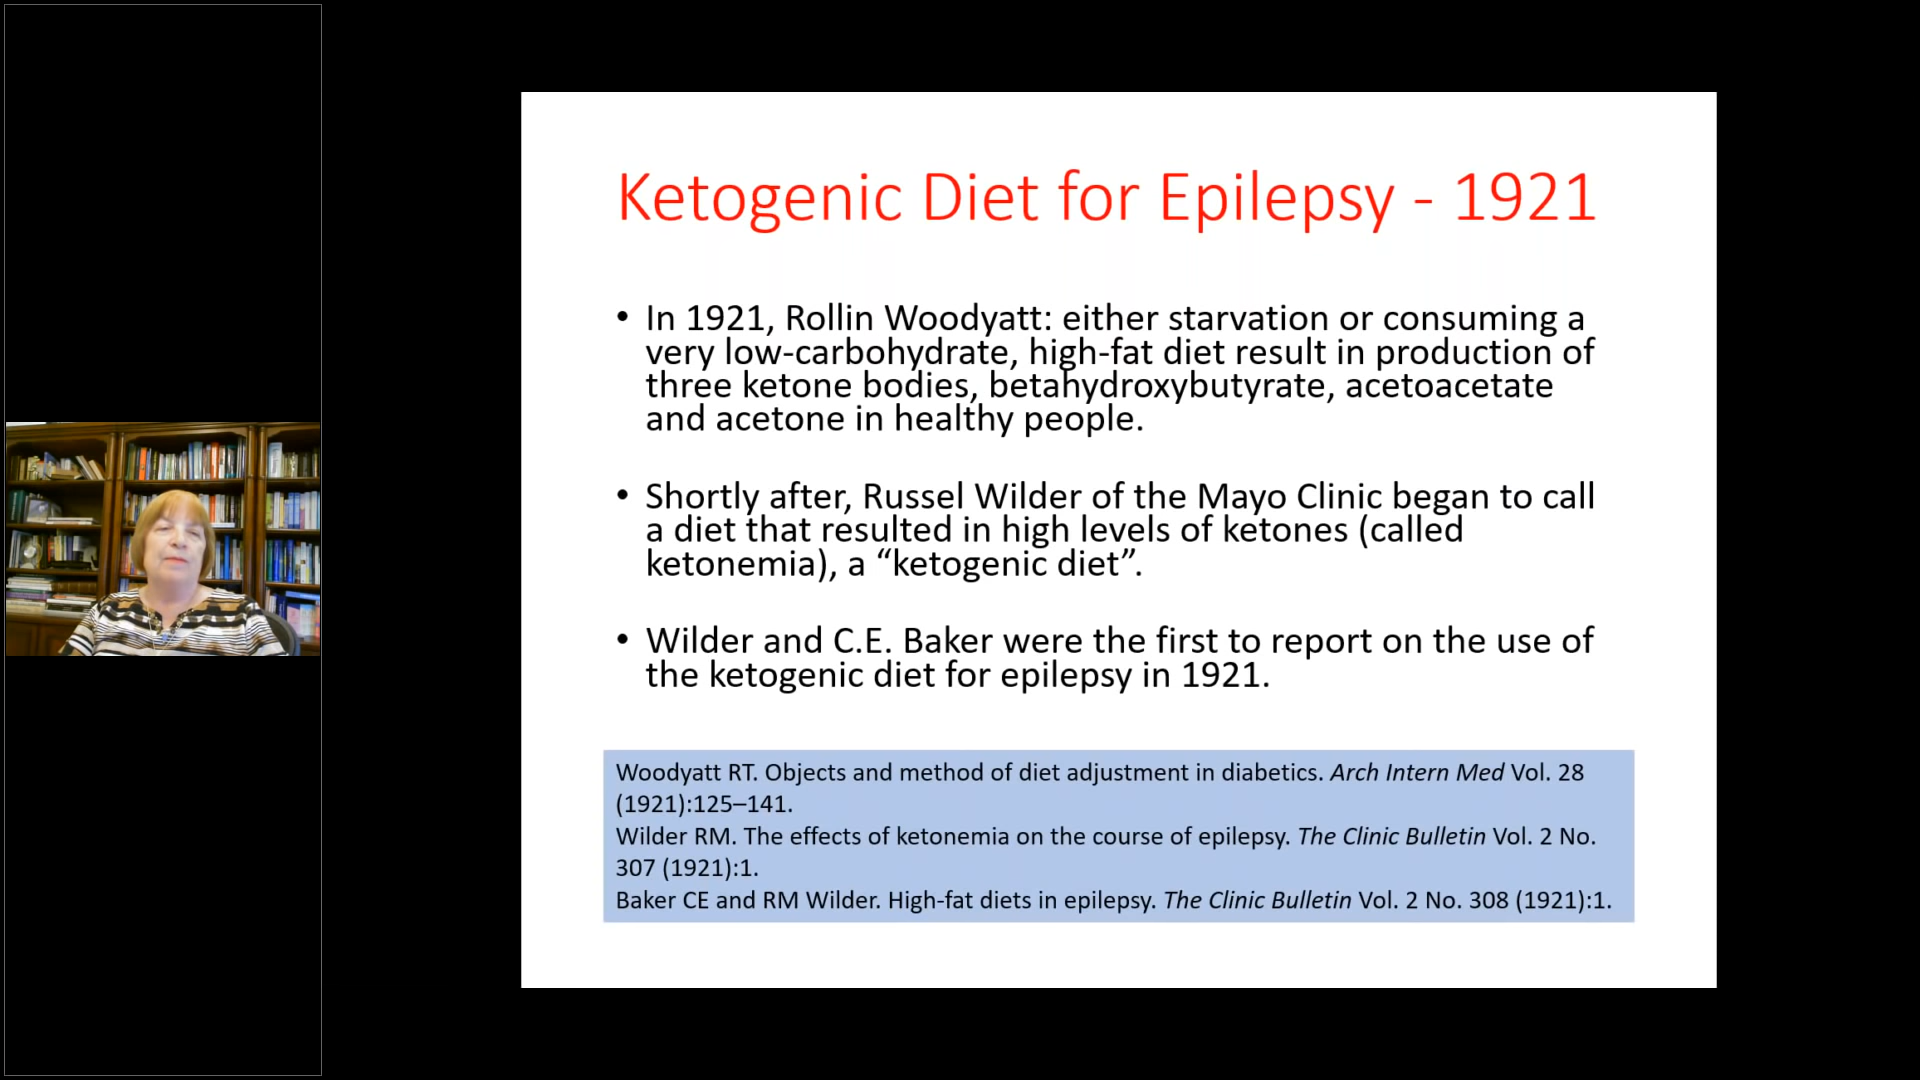 Ketogenic Diet for Epilepsy - 1921
• In 1921, Rollin Woodyatt: either starvation or consuming a
very low-carbohydrate, high-fat diet result in production of
three ketone bodies, betahydroxybutyrate, acetoacetate
and acetone in healthy people.
• Shortly after, Russel Wilder of the Mayo Clinic began to call
a diet that resulted in high levels of ketones (called
ketonemia), a “ketogenic diet”.
• Wilder and C.E. Baker were the first to report on the use of
the ketogenic diet for epilepsy in 1921.
Woodyatt RT. Objects and method of diet adjustment in diabetics. Arch Intern Med Vol. 28
(1921):125–141.
Wilder RM. The effects of ketonemia on the course of epilepsy. The Clinic Bulletin Vol. 2 No.
307 (1921):1.
Baker CE and RM Wilder. High-fat diets in epilepsy. The Clinic Bulletin Vol. 2 No. 308 (1921):1.